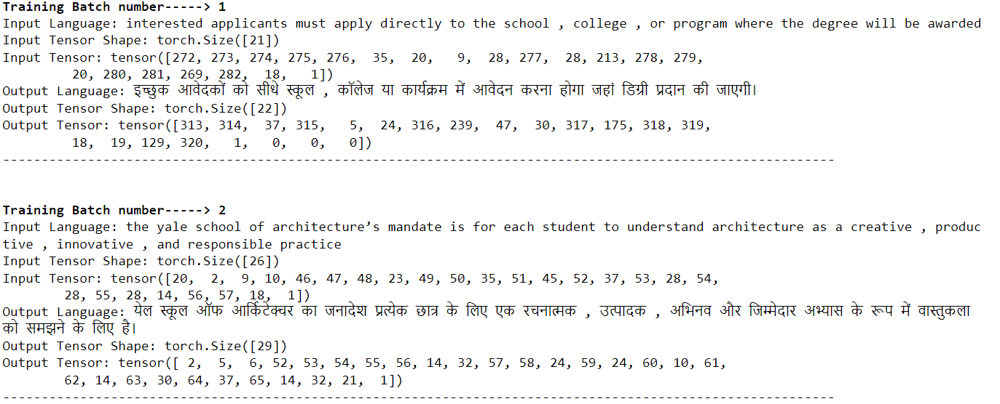 Training Batch number-----> 1
Input Language: interested applicants must apply directly to the school , college , or program where the degree will be awarded
Input Tensor Shape: torch.Size([21])
Input Tensor: tensor([272, 273, 274, 275, 276,  35,  20,   9,  28, 277,  28, 213, 278, 279,
         20, 280, 281, 269, 282,  18,   1])
Output Language: इच्छुक आवेदकों को सीधे स्कूल , कॉलेज या कार्यक्रम में आवेदन करना होगा जहां डिग्री प्रदान की जाएगी।
Output Tensor Shape: torch.Size([22])
Output Tensor: tensor([313, 314,  37, 315,   5,  24, 316, 239,  47,  30, 317, 175, 318, 319,
         18,  19, 129, 320,   1,   0,   0,   0])
-----------------------------------------------------------------------------------------------------------
Training Batch number-----> 2
Input Language: the yale school of architecture’s mandate is for each student to understand architecture as a creative , produc
tive , innovative , and responsible practice
Input Tensor Shape: torch.Size([26])
Input Tensor: tensor([20,  2,  9, 10, 46, 47, 48, 23, 49, 50, 35, 51, 45, 52, 37, 53, 28, 54,
        28, 55, 28, 14, 56, 57, 18,  1])
Output Language: येल स्कूल ऑफ आर्किटेक्चर का जनादेश प्रत्येक छात्र के लिए एक रचनात्मक , उत्पादक , अभिनव और जिम्मेदार अभ्यास के रूप में वास्तुकला
को समझने के लिए है।
Output Tensor Shape: torch.Size([29])
Output Tensor: tensor([ 2,  5,  6, 52, 53, 54, 55, 56, 14, 32, 57, 58, 24, 59, 24, 60, 10, 61,
        62, 14, 63, 30, 64, 37, 65, 14, 32, 21,  1])
-----------------------------------------------------------------------------------------------------------